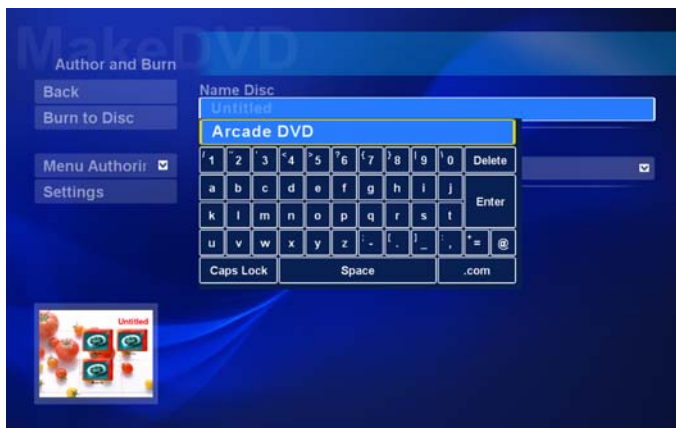 MakeDVD
Author and Burn
Back
Name Disc
Untitled
Burn to Disc
Arcade DVD
/ 1 " 2 ' 3 < 4 > 5 ? 6 { 7 } 8 | 9 \ 0 Delete
Menu Authorin
a b c d e f g h i j
Enter
Settings
k l m n o p q r s t
u v w x y z ; - [ . ] _ : , + = @
Caps Lock Space .com
Untitled